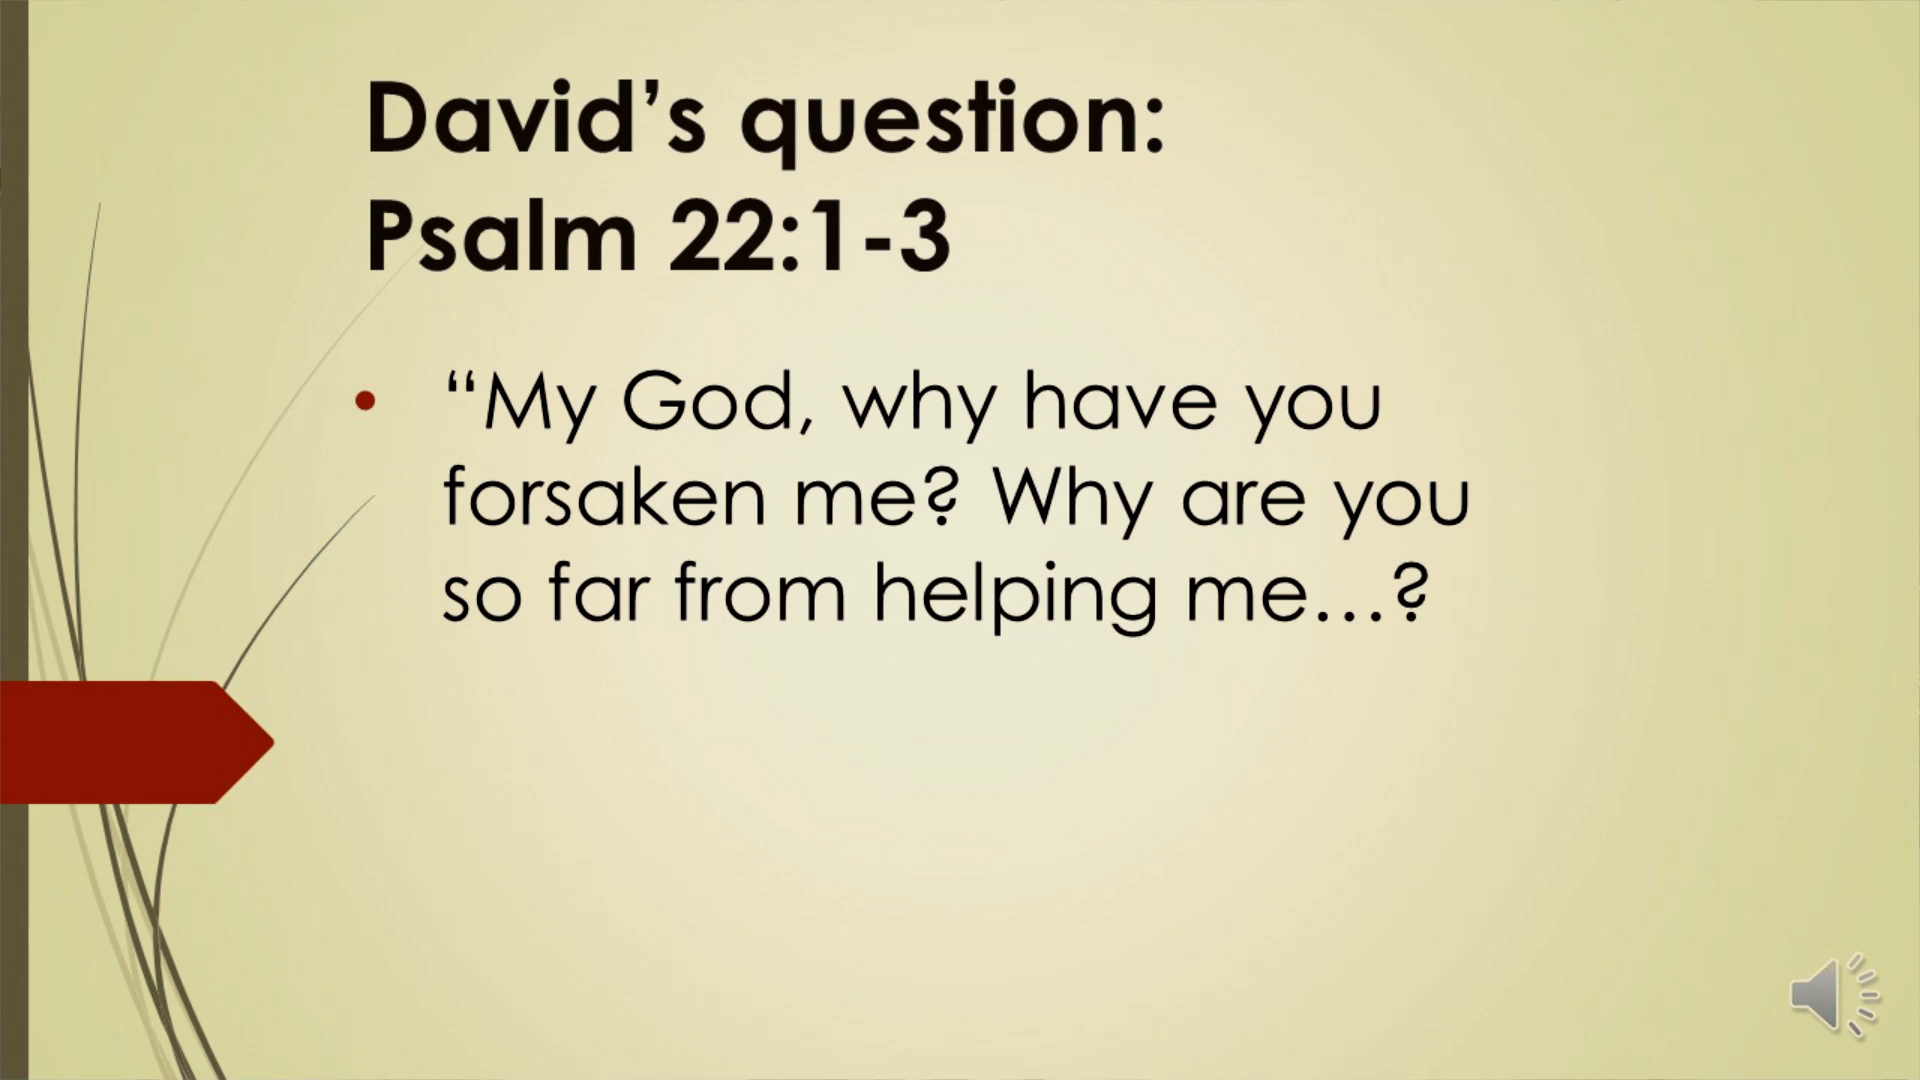 David’s question:
Psalm 22:1-3
• “My God, why have you
forsaken me? Why are you
so far from helping me…?